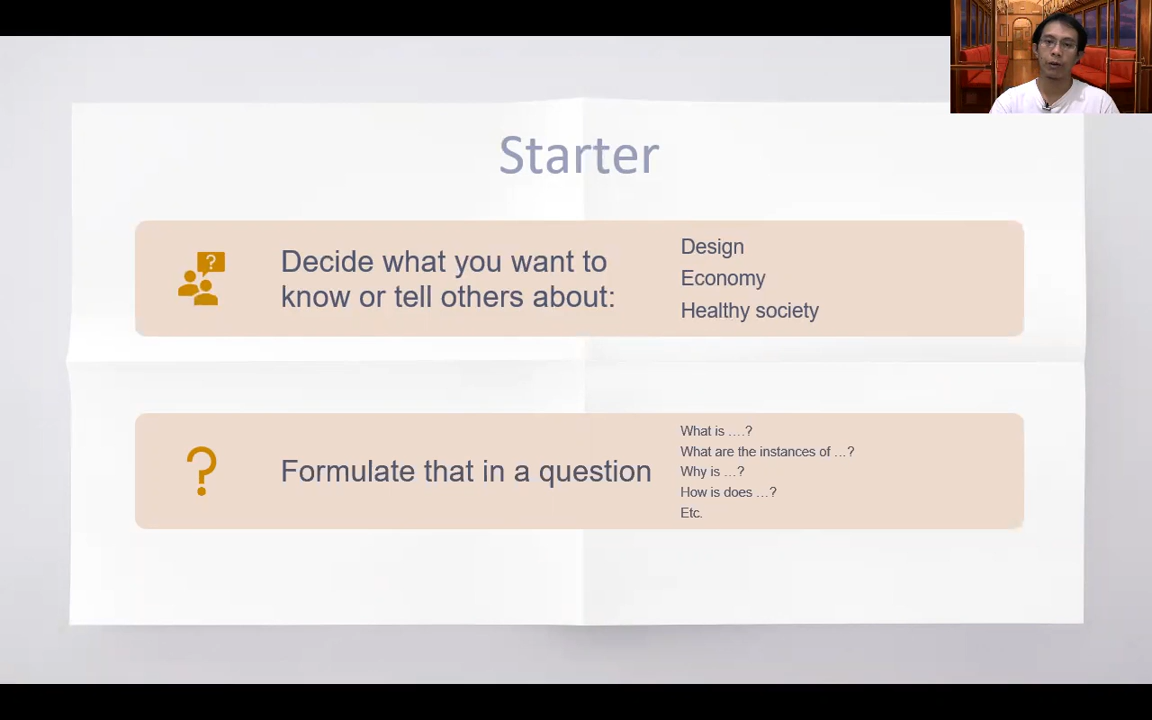 Starter
Decide what you want to
know or tell others about:
Design
Economy
Healthy society
Formulate that in a question
What is ....?
What are the instances of ...?
Why is ...?
How is does ...?
Etc.